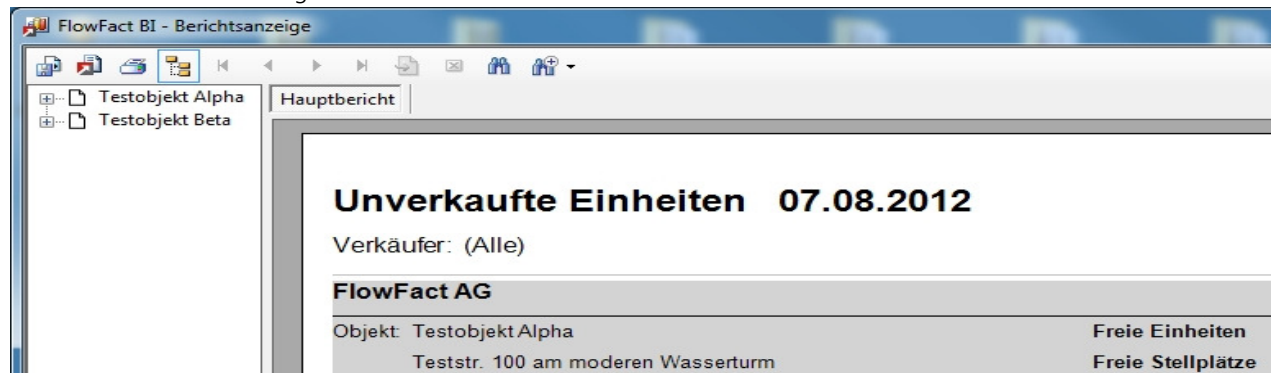 FlowFact BI - Berichtsanzeige
Testobjekt Alpha
Testobjekt Beta
Hauptbericht
Unverkaufte Einheiten 07.08.2012
Verkäufer: (Alle)
FlowFact AG
Objekt: Testobjekt Alpha Freie Einheiten
Teststr. 100 am moderen Wasserturm Freie Stellplätze